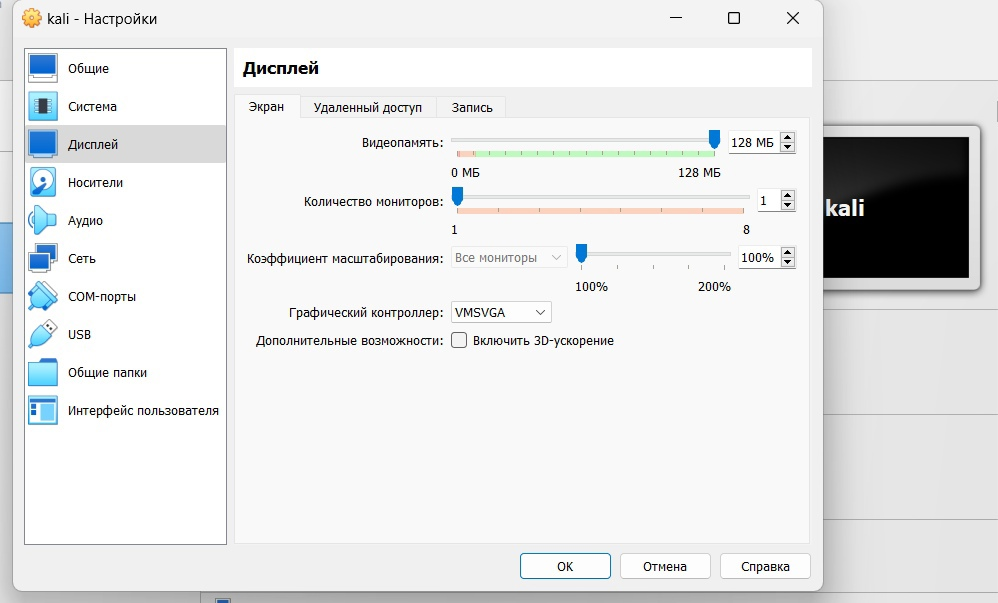 kali - Настройки
Общие
Система
Дисплей
Носители
Аудио
Сеть
COM-порты
USB
Общие папки
Интерфейс пользователя
Дисплей
Экран Удаленный доступ Запись
Видеопамять: 128 МБ
0 МБ 128 МБ
Количество мониторов: 1
1 8
Коэффициент масштабирования: Все мониторы 100%
100% 200%
Графический контроллер: VMSVGA
Дополнительные возможности: Включить 3D-ускорение
OK Отмена Справка
kali